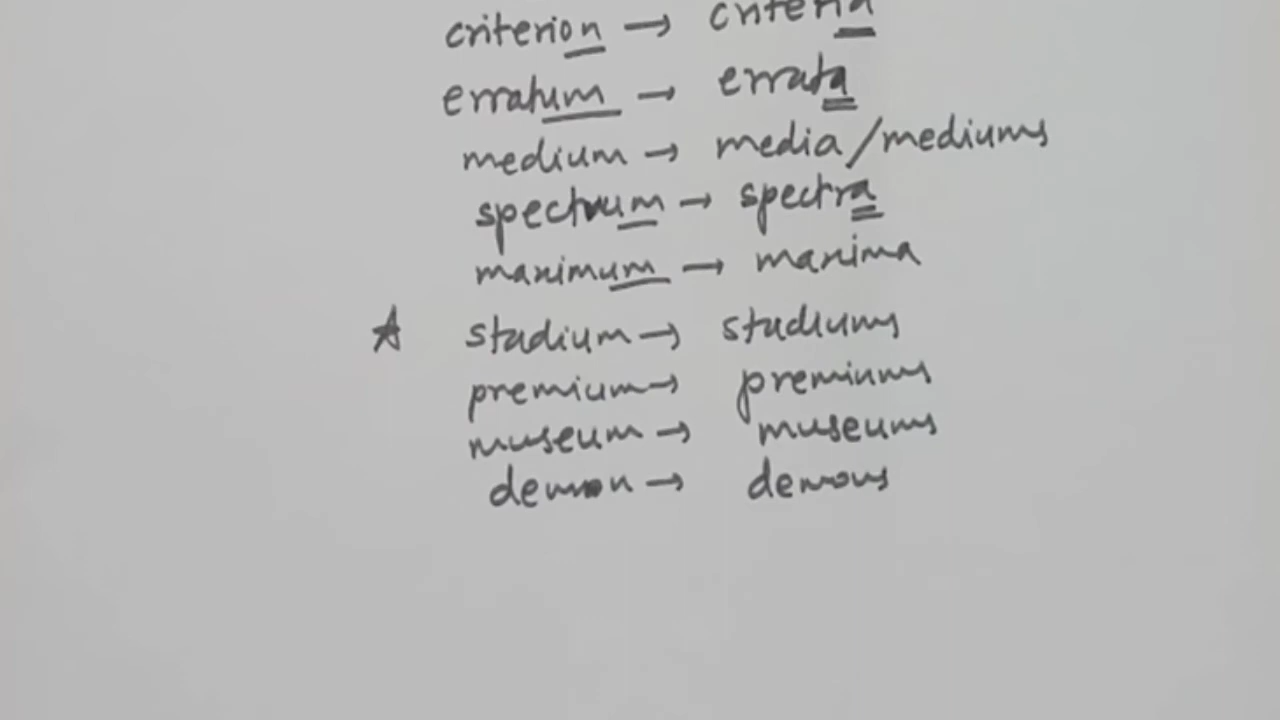 criterion → criteria
erratum → errata
medium → media/mediums
spectrum → spectra
maximum → maxima
☆ stadium → stadiums
premium → premiums
museum → museums
demon → demons